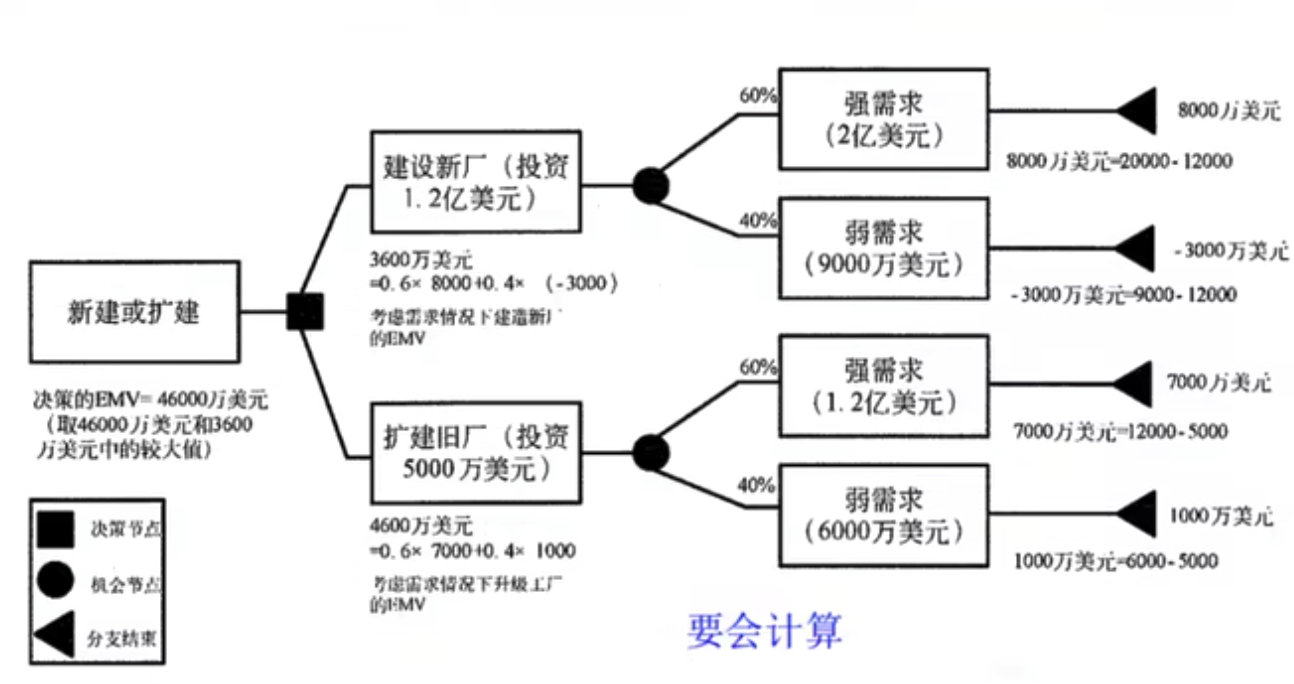 新建或扩建
决策的EMV= 46000万美元
（取46000万美元和3600
万美元中的较大值）
决策节点
机会节点
分支结束
建设新厂（投资
1.2亿美元）
3600万美元
=0.6× 8000+0.4× （-3000）
考虑需求情况下建造新厂
的EMV
60%
强需求
（2亿美元）
8000万美元
8000万美元=20000-12000
40%
弱需求
（9000万美元）
-3000万美元
-3000万美元=9000-12000
扩建旧厂（投资
5000万美元）
4600万美元
=0.6× 7000+0.4× 1000
考虑需求情况下升级工厂
的EMV
60%
强需求
（1.2亿美元）
7000万美元
7000万美元=12000-5000
40%
弱需求
（6000万美元）
1000万美元
1000万美元=6000-5000
要会计算